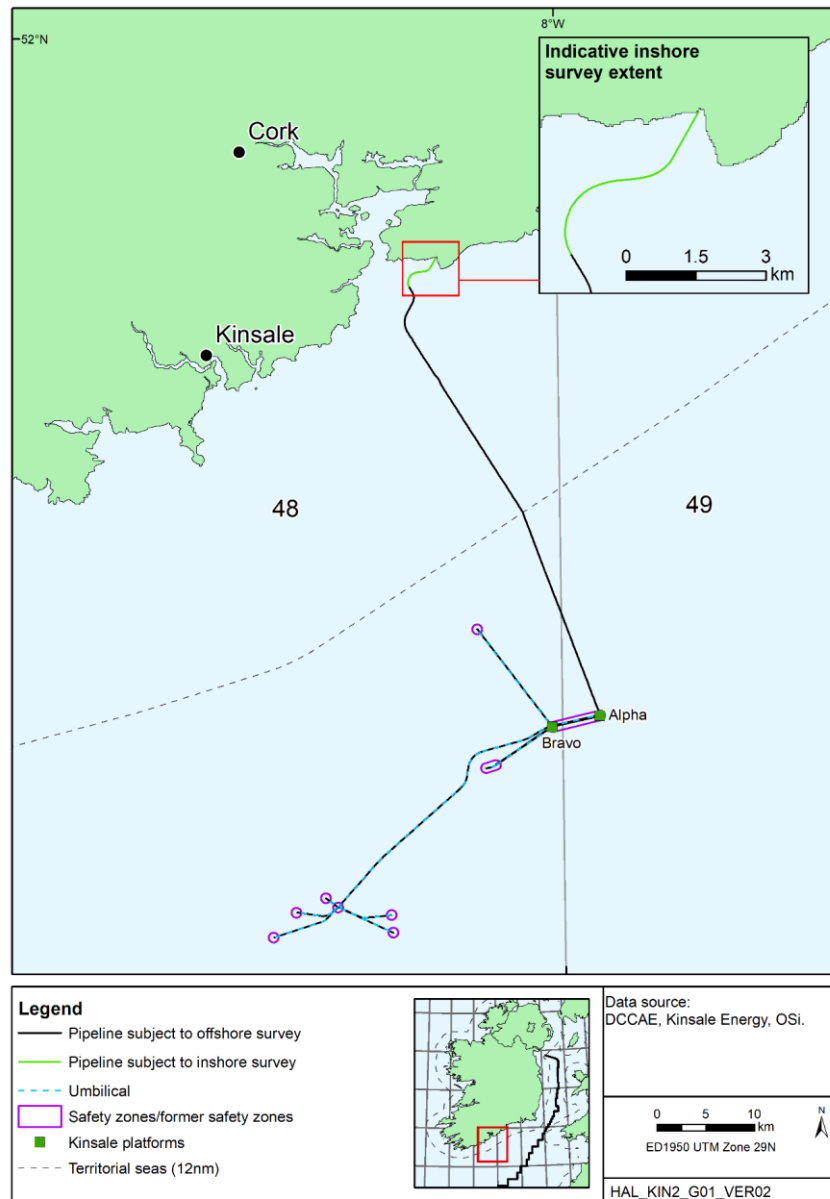 8°W
52°N
Indicative inshore
survey extent
Cork
0 1.5 3
km
Kinsale
48
49
Alpha
Bravo
Legend
Pipeline subject to offshore survey
Pipeline subject to inshore survey
Umbilical
Safety zones/former safety zones
Kinsale platforms
Territorial seas (12nm)
Data source:
DCCAE, Kinsale Energy, OSi.
0 5 10
km
N
ED1950 UTM Zone 29N
HAL_KIN2_G01_VER02